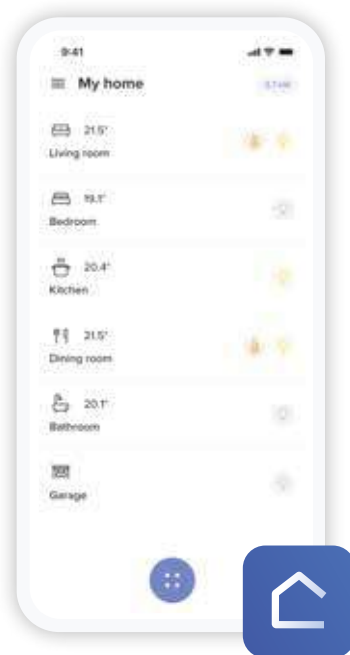 9:41
My home
21.5°
Living room
19.1°
Bedroom
20.4°
Kitchen
21.5°
Dining room
20.1°
Bathroom
Garage